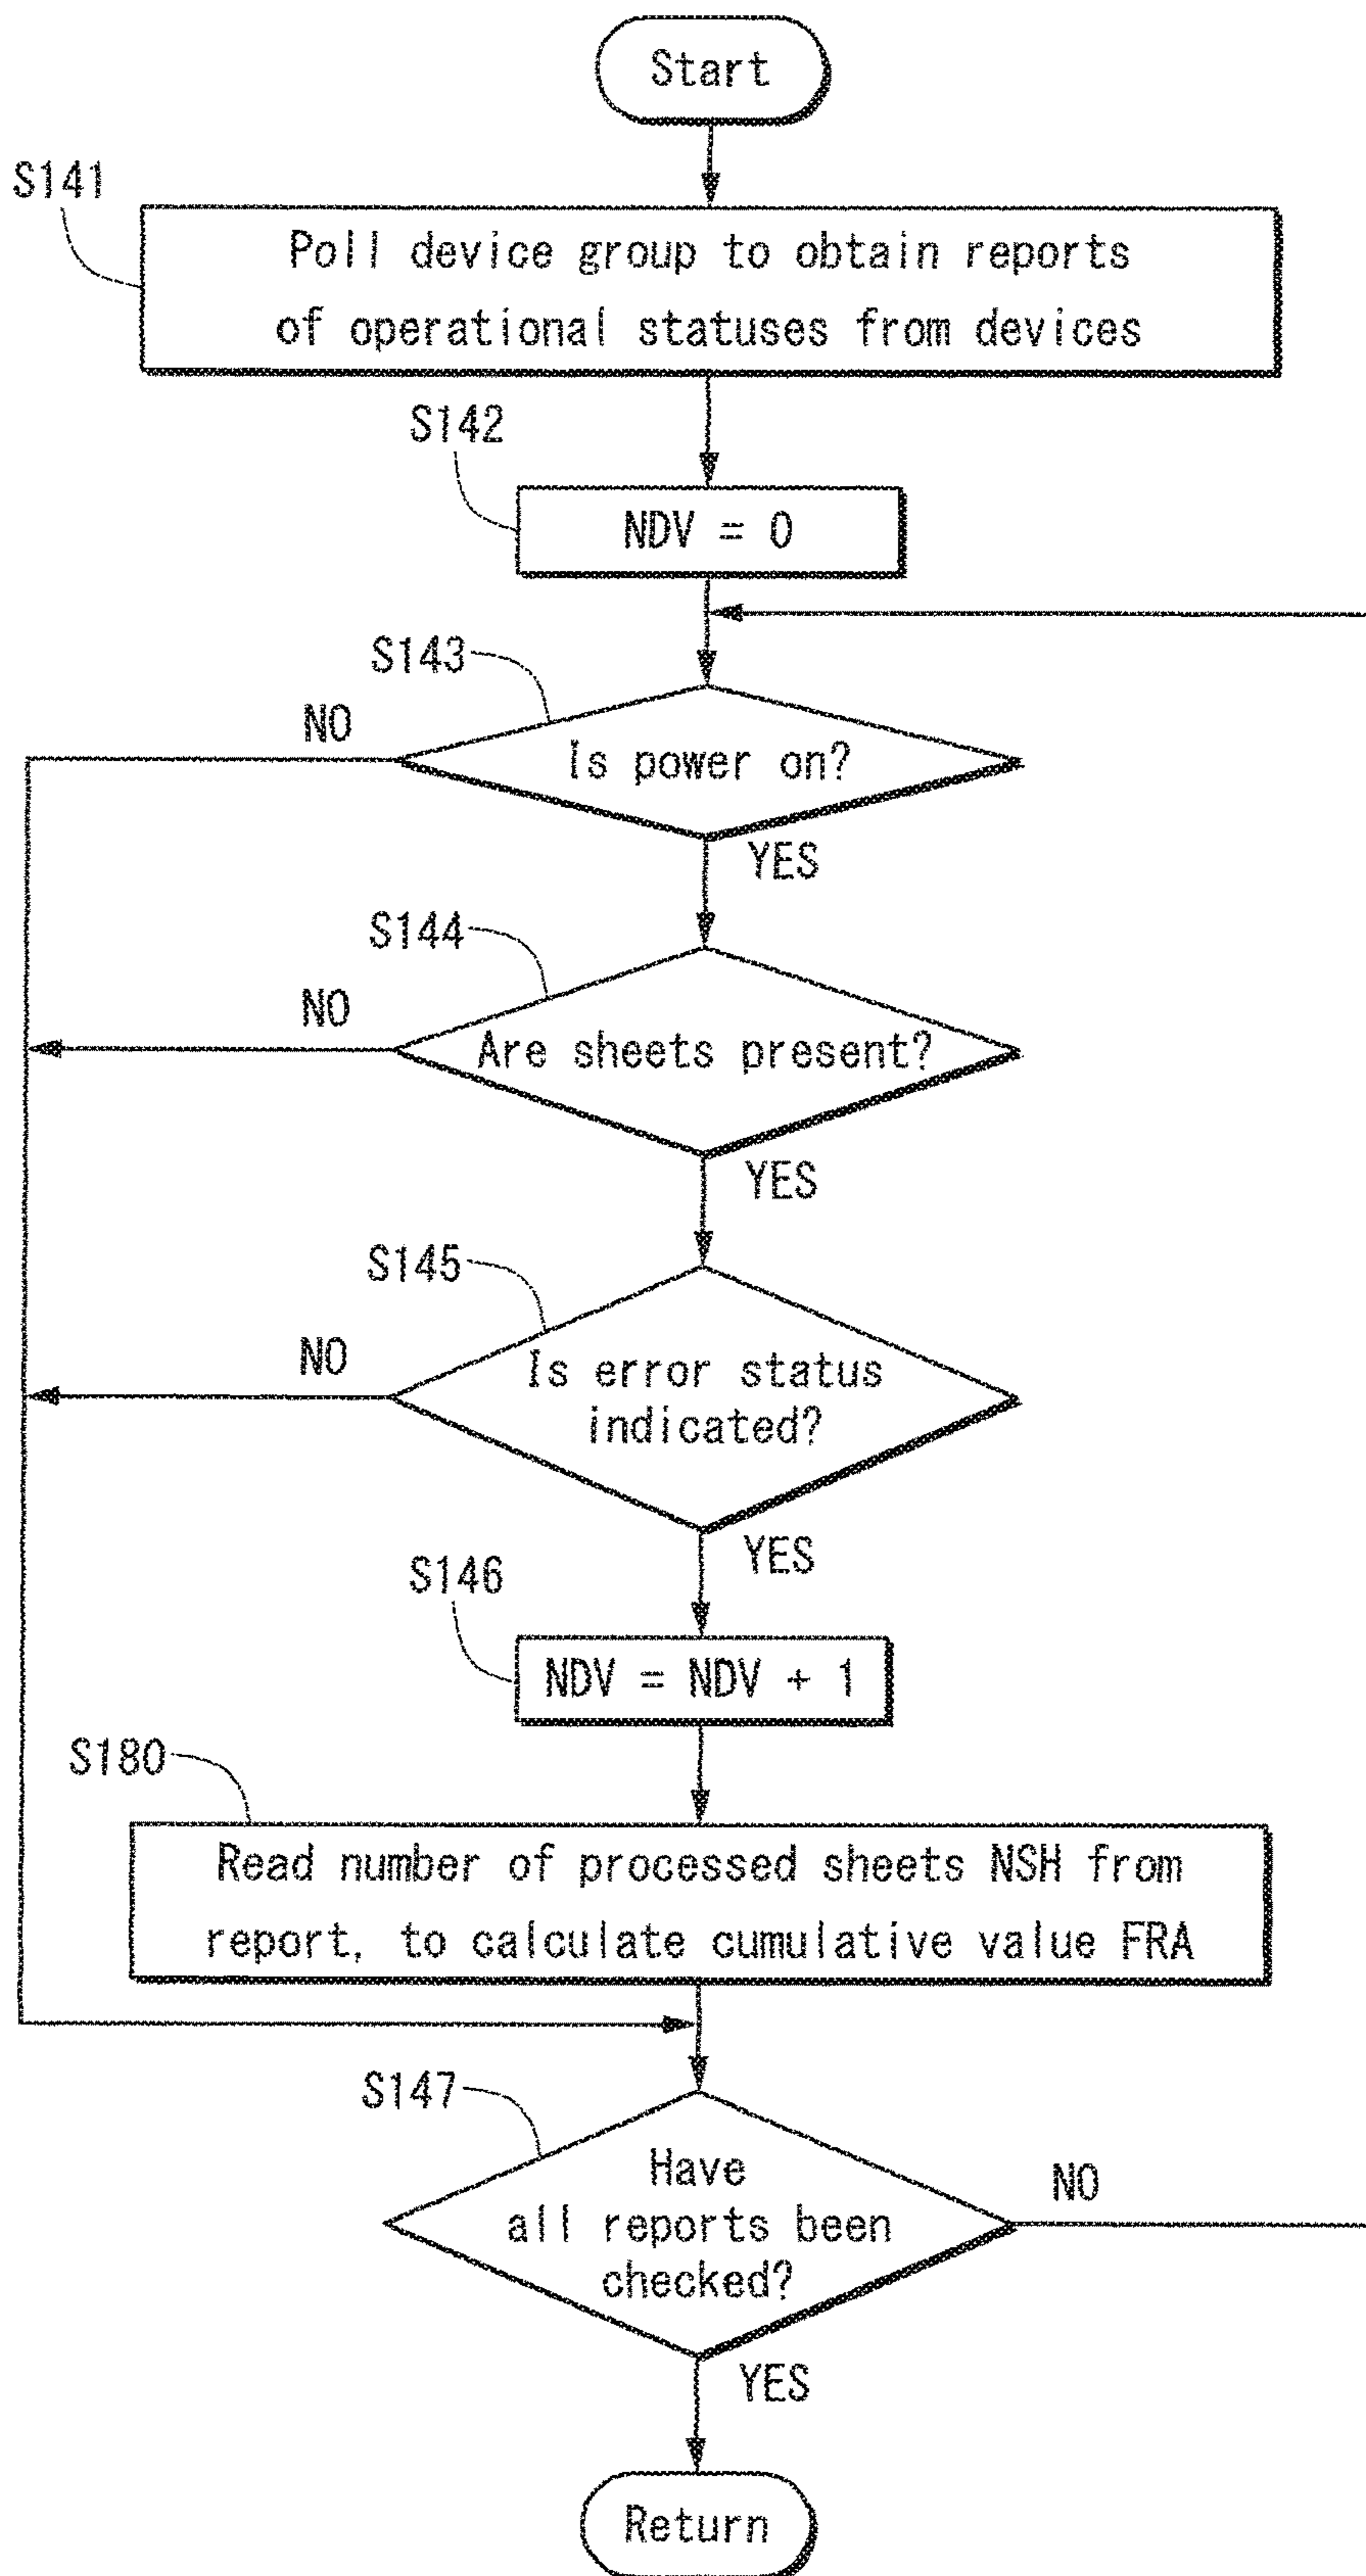 Start
S141
Poll device group to obtain reports
of operational statuses from devices
S142
NDV = 0
S143
NO
Is power on?
YES
S144
NO
Are sheets present?
YES
S145
NO
Is error status
indicated?
YES
S146
NDV = NDV + 1
S180
Read number of processed sheets NSH from
report, to calculate cumulative value FRA
S147
Have
all reports been
checked?
NO
YES
Return